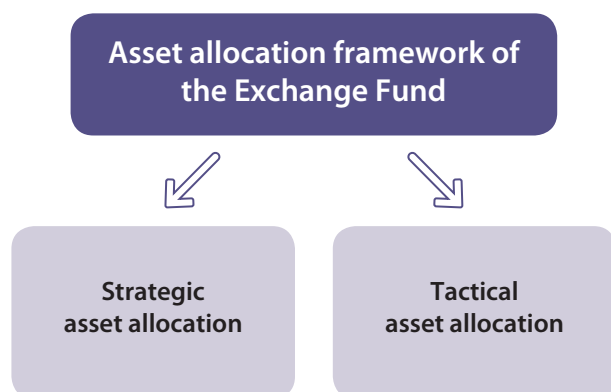 Asset allocation framework of
the Exchange Fund
Strategic
asset allocation
Tactical
asset allocation